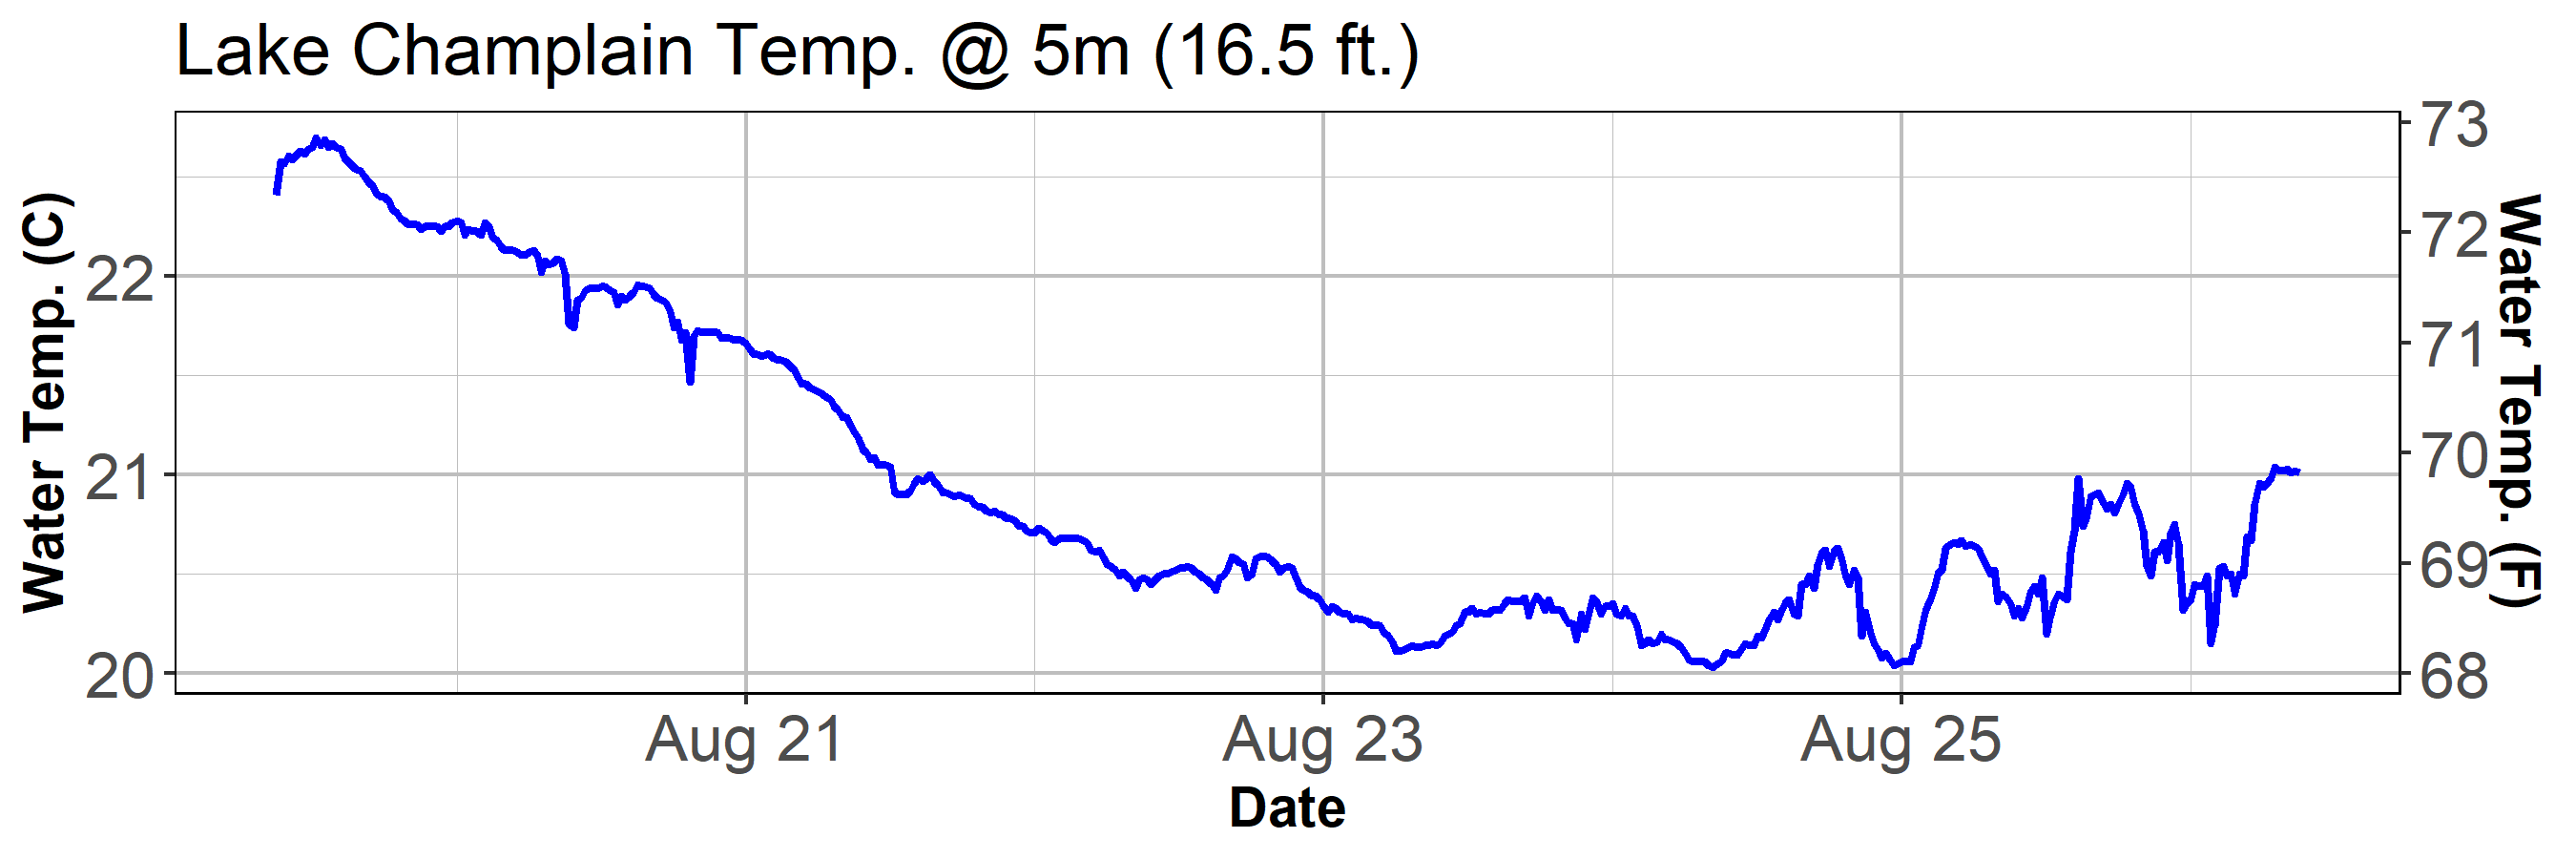 Lake Champlain Temp. @ 5m (16.5 ft.)
Water Temp. (C)
22
21
20
73
72
71
70
69
68
Water Temp. (F)
Aug 21 Aug 23 Aug 25
Date